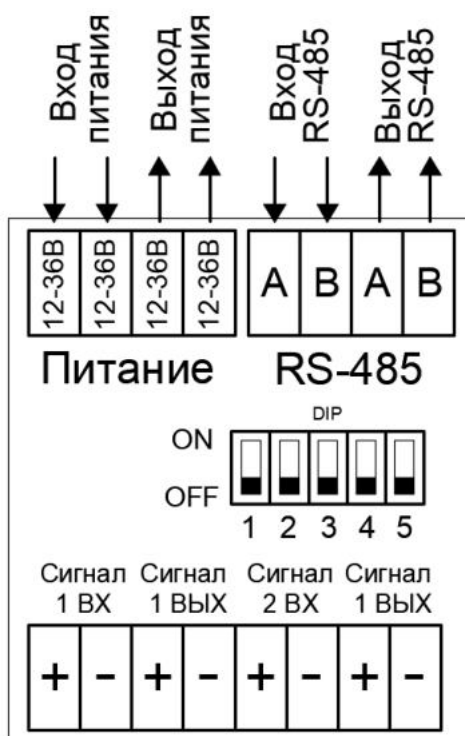 Вход питания
Выход питания
Вход RS-485
Выход RS-485
12-36В 12-36В 12-36В 12-36В A B A B
Питание RS-485
DIP
ON
OFF
1 2 3 4 5
Сигнал Сигнал Сигнал Сигнал
1 ВХ 1 ВЫХ 2 ВХ 1 ВЫХ
+ - + - + - + -